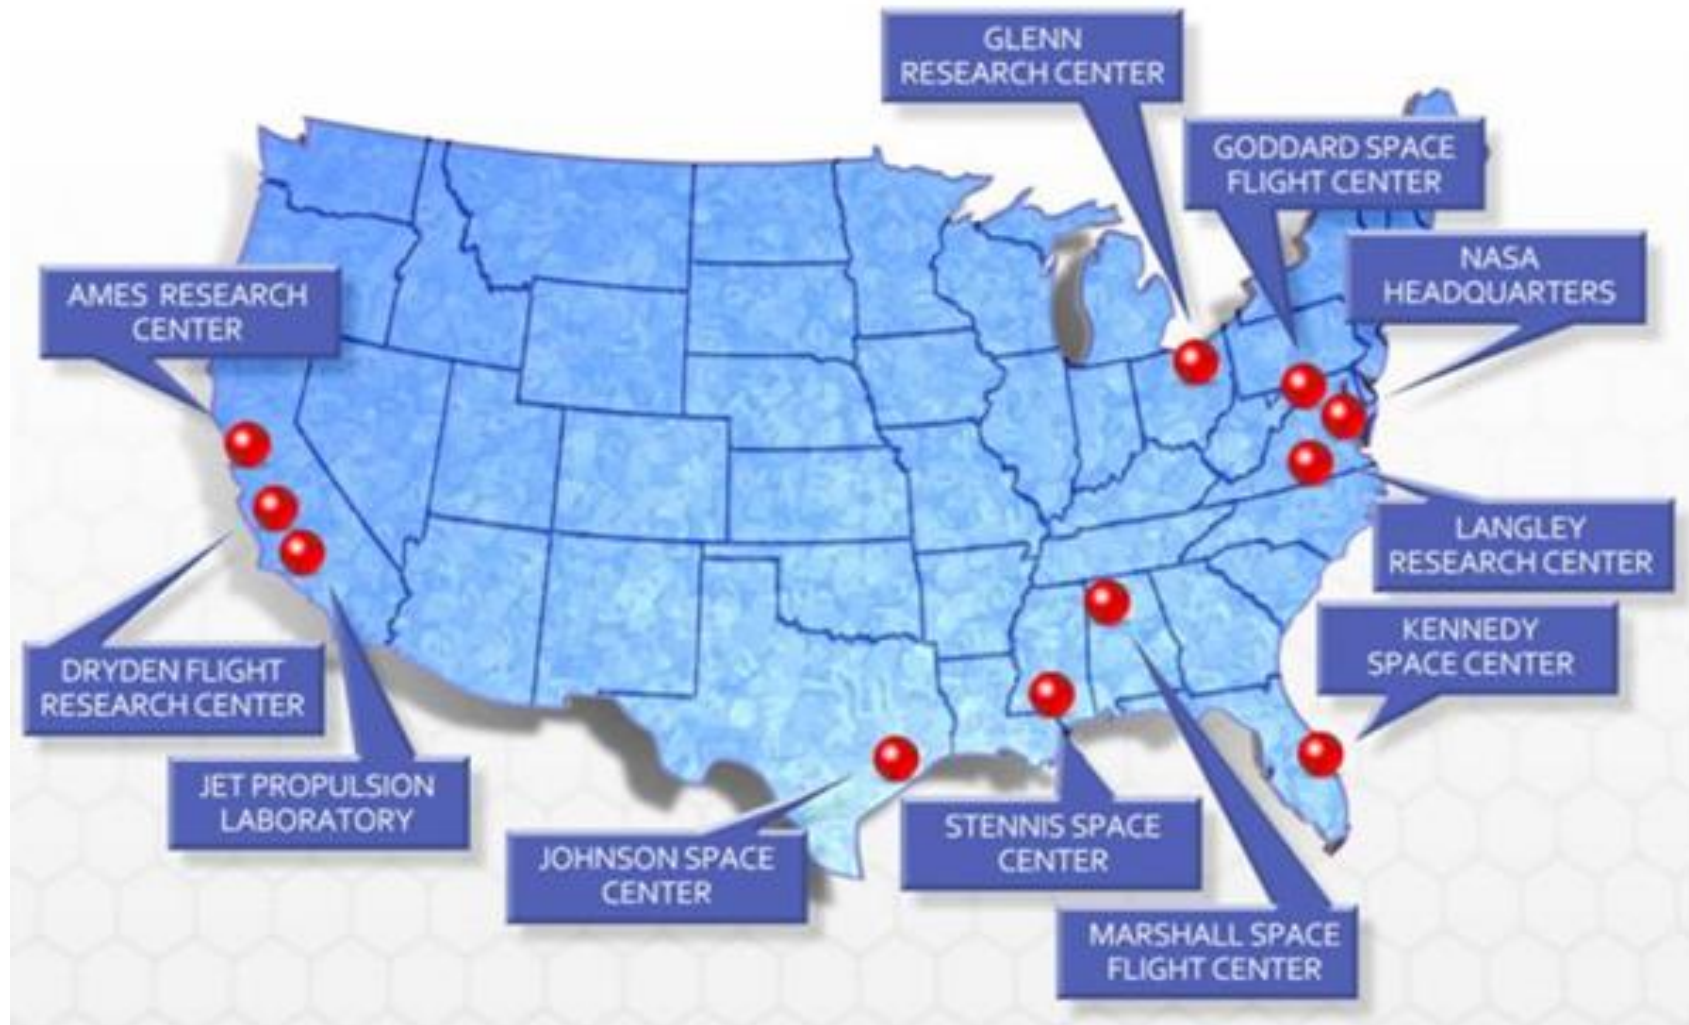 GLENN
RESEARCH CENTER
GODDARD SPACE
FLIGHT CENTER
NASA
HEADQUARTERS
AMES RESEARCH
CENTER
LANGLEY
RESEARCH CENTER
KENNEDY
SPACE CENTER
DRYDEN FLIGHT
RESEARCH CENTER
JET PROPULSION
LABORATORY
JOHNSON SPACE
CENTER
STENNIS SPACE
CENTER
MARSHALL SPACE
FLIGHT CENTER